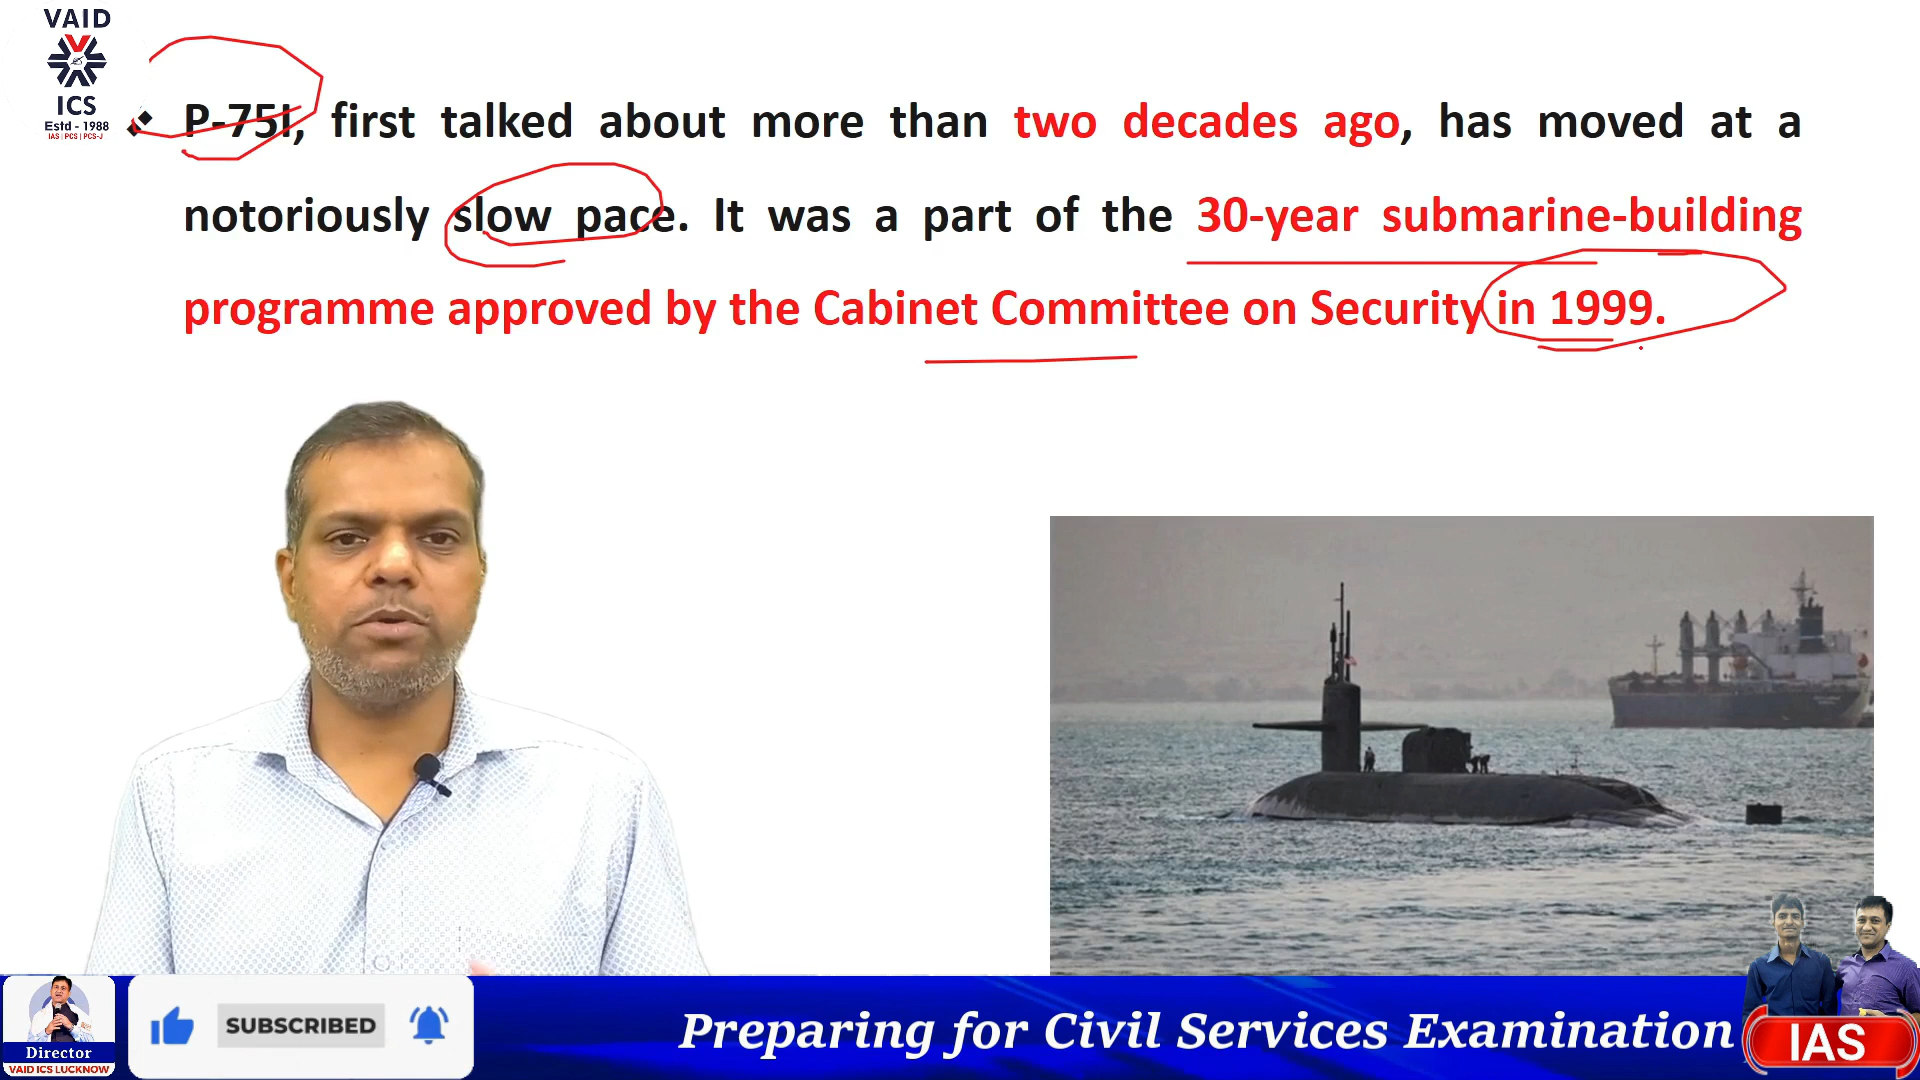 VAID
ICS
Estd - 1988
IAS | PCS | PCS-J
P-75I, first talked about more than two decades ago, has moved at a
notoriously slow pace. It was a part of the 30-year submarine-building
programme approved by the Cabinet Committee on Security in 1999.
Director
VAID ICS LUCKNOW
SUBSCRIBED
Preparing for Civil Services Examination
IAS